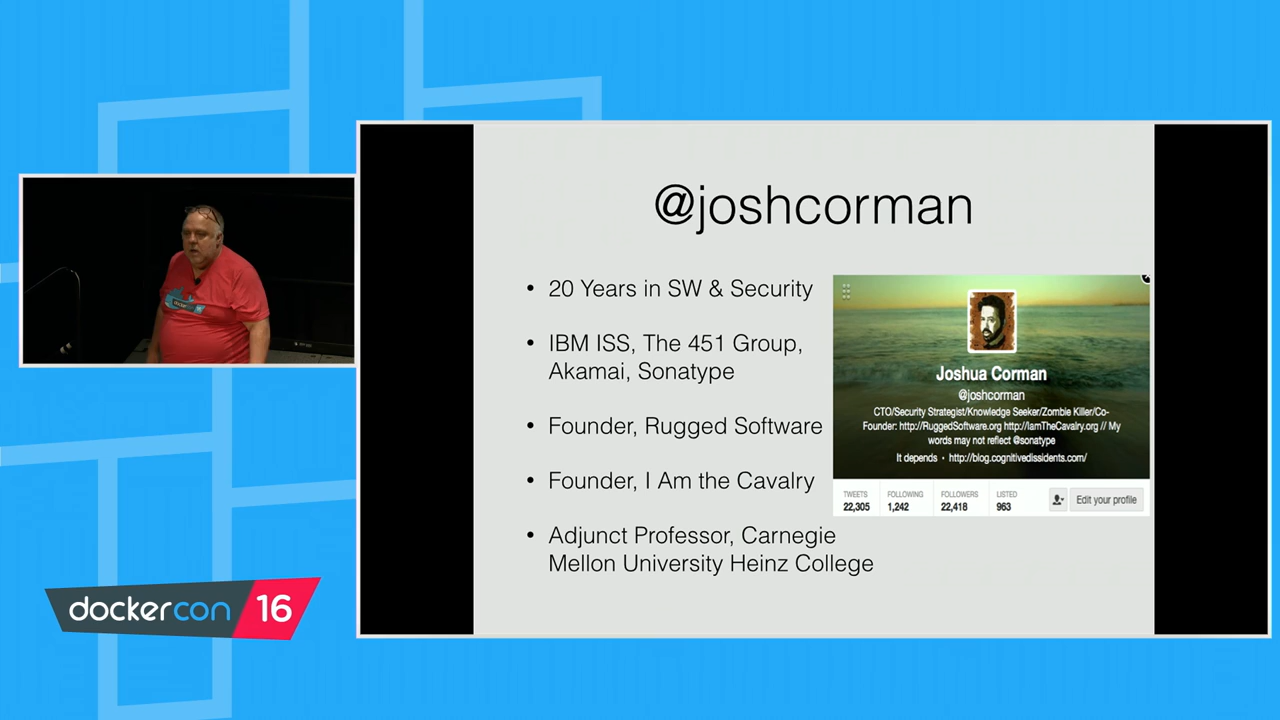 @joshcorman
• 20 Years in SW & Security
• IBM ISS, The 451 Group,
Akamai, Sonatype
• Founder, Rugged Software
• Founder, I Am the Cavalry
• Adjunct Professor, Carnegie
Mellon University Heinz College
Joshua Corman
@joshcorman
CTO/Security Strategist/Knowledge Seeker/Zombie Killer/Co-
Founder: http://RuggedSoftware.org http://IamTheCavalry.org // My
words may not reflect @sonatype
It depends • http://blog.cognitivedissidents.com/
TWEETS FOLLOWING FOLLOWERS LISTED
22,305 1,242 22,418 963 Edit your profile
dockercon 16